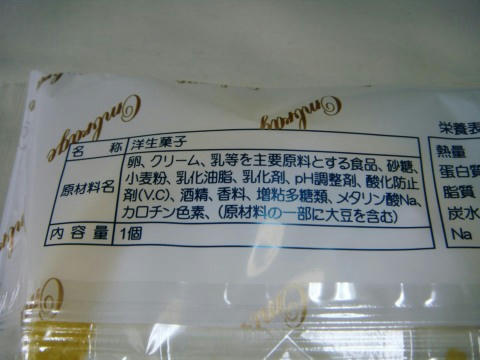 Ombrage
Ombrage
名 称 洋生菓子
原材料名 卵、クリーム、乳等を主要原料とする食品、砂糖、
小麦粉、乳化油脂、乳化剤、pH調整剤、酸化防止
剤(V.C)、酒精、香料、増粘多糖類、メタリン酸Na、
カロチン色素、(原材料の一部に大豆を含む)
内容量 1個
栄養表
熱量
蛋白質
脂質
炭水
Na